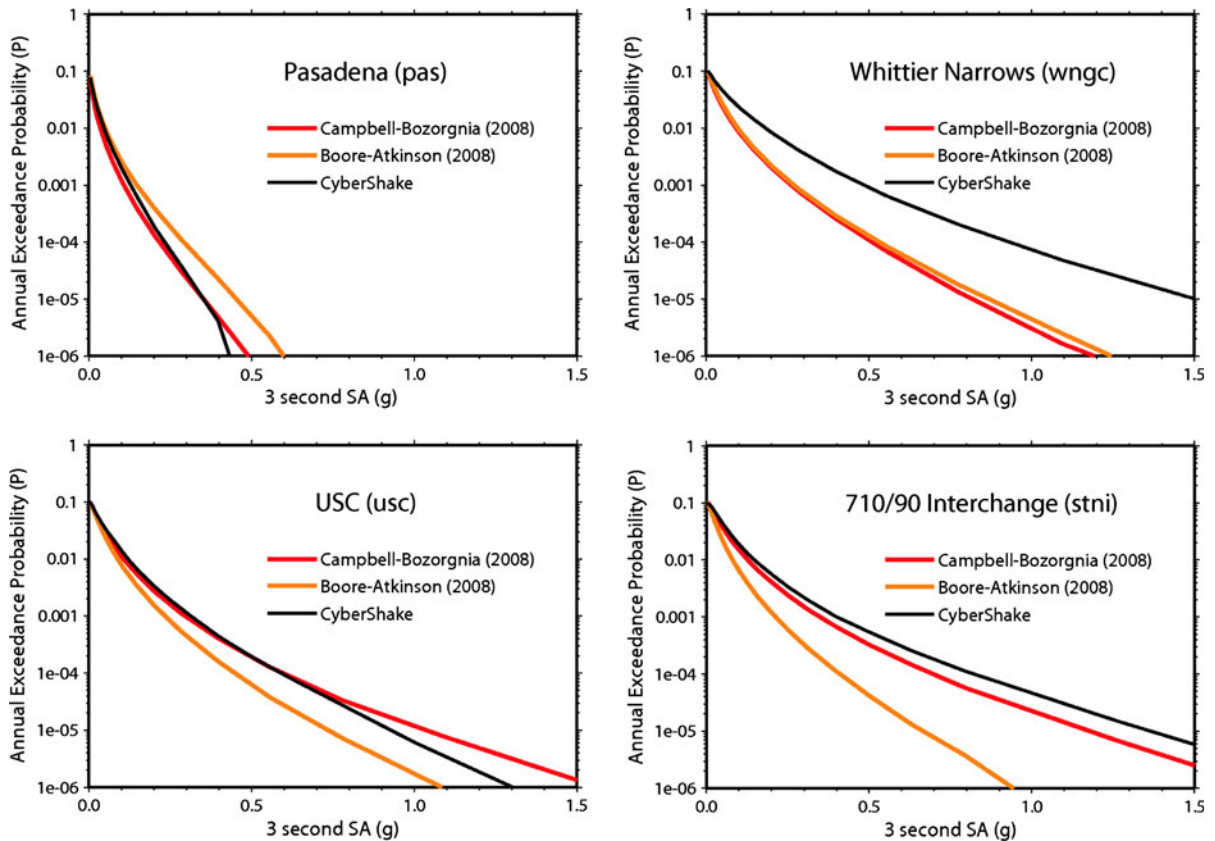 Pasadena (pas)
Campbell-Bozorgnia (2008)
Boore-Atkinson (2008)
CyberShake
Annual Exceedance Probability (P)
1
0.1
0.01
0.001
1e-04
1e-05
1e-06
0.0 0.5 1.0 1.5
3 second SA (g)
Whittier Narrows (wngc)
Campbell-Bozorgnia (2008)
Boore-Atkinson (2008)
CyberShake
Annual Exceedance Probability (P)
1
0.1
0.01
0.001
1e-04
1e-05
1e-06
0.0 0.5 1.0 1.5
3 second SA (g)
USC (usc)
Campbell-Bozorgnia (2008)
Boore-Atkinson (2008)
CyberShake
Annual Exceedance Probability (P)
1
0.1
0.01
0.001
1e-04
1e-05
1e-06
0.0 0.5 1.0 1.5
3 second SA (g)
710/90 Interchange (stni)
Campbell-Bozorgnia (2008)
Boore-Atkinson (2008)
CyberShake
Annual Exceedance Probability (P)
1
0.1
0.01
0.001
1e-04
1e-05
1e-06
0.0 0.5 1.0 1.5
3 second SA (g)